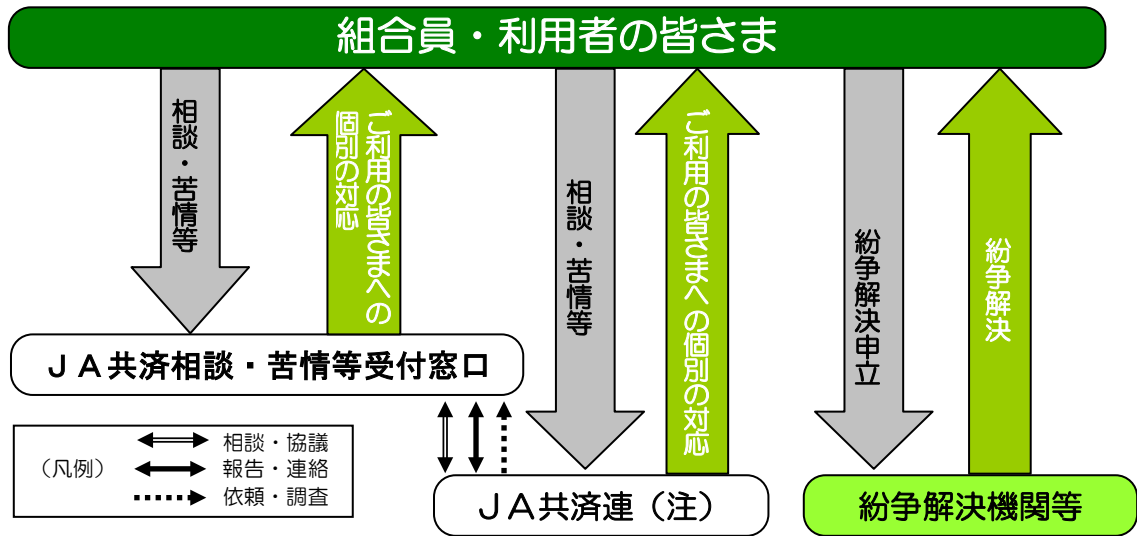 組合員・利用者の皆さま
相談・苦情等
ご利用の皆さまへの
個別の対応
相談・苦情等
ご利用の皆さまへの個別の対応
紛争解決申立
紛争解決
JA共済相談・苦情等受付窓口
(凡例)
相談・協議
報告・連絡
依頼・調査
JA共済連(注)
紛争解決機関等